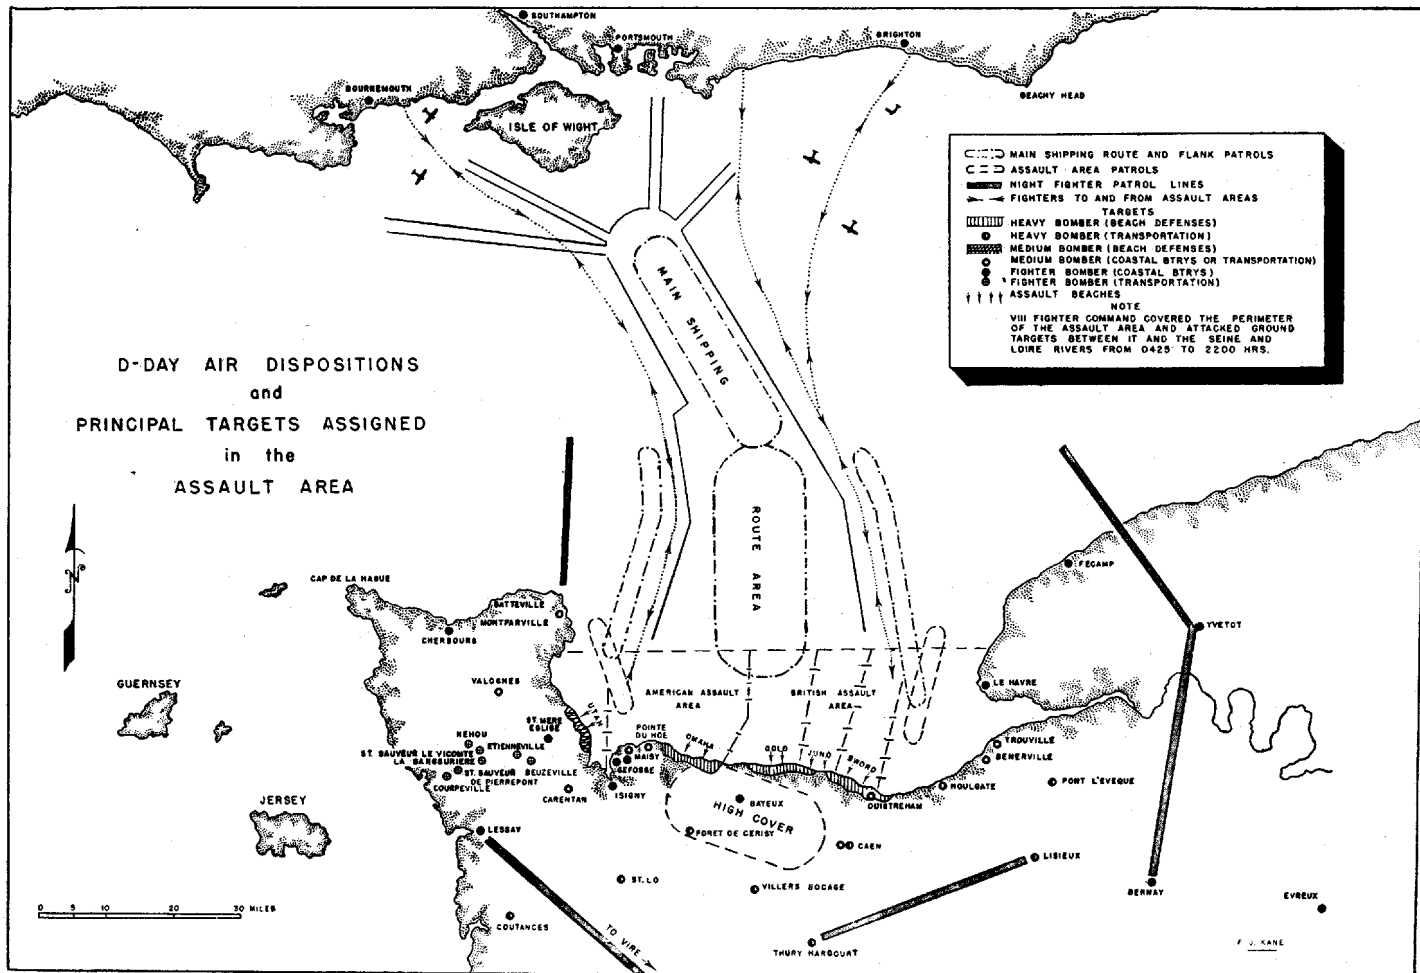 SOUTHAMPTON
PORTSMOUTH
BRIGHTON
BOURNEMOUTH
BEACHY HEAD
ISLE OF WIGHT
MAIN SHIPPING ROUTE AND FLANK PATROLS
ASSAULT AREA PATROLS
NIGHT FIGHTER PATROL LINES
FIGHTERS TO AND FROM ASSAULT AREAS
TARGETS
HEAVY BOMBER (BEACH DEFENSES)
HEAVY BOMBER (TRANSPORTATION)
MEDIUM BOMBER (BEACH DEFENSES)
MEDIUM BOMBER (COASTAL BTRYS OR TRANSPORTATION)
FIGHTER BOMBER (COASTAL BTRYS)
FIGHTER BOMBER (TRANSPORTATION)
ASSAULT BEACHES
NOTE
VIII FIGHTER COMMAND COVERED THE PERIMETER
OF THE ASSAULT AREA AND ATTACKED GROUND
TARGETS BETWEEN IT AND THE SEINE AND
LOIRE RIVERS FROM 0425 TO 2200 HRS.
MAIN SHIPPING
ROUTE AREA
D-DAY AIR DISPOSITIONS
and
PRINCIPAL TARGETS ASSIGNED
in the
ASSAULT AREA
N
CAP DE LA HAGUE
FECAMP
BATTEVILLE
MONTFARVILLE
CHERBOURG
YVETOT
GUERNSEY
VALOGNES
LE HAVRE
AMERICAN ASSAULT
AREA
BRITISH ASSAULT
AREA
UTAH
ST. MERE
EGLISE
POINTE
DU HOE
OMAHA
GOLD
JUNO
SWORD
NEHOU
ETIENNEVILLE
ST. SAUVEUR LE VICOMTE
LA BANSSURIERE
MAISY
GEFOSSE
TROUVILLE
BENERVILLE
ST. SAUVEUR
DE PIERREPONT
BEUZEVILLE
COURPEVILLE
CARENTAN
ISIGNY
BAYEUX
HIGH COVER
OUISTREHAM
HOULGATE
PONT L'EVEQUE
JERSEY
LESSAY
FORET DE CERISY
CAEN
LISIEUX
ST. LO
VILLERS BOCAGE
BERNAY
EVREUX
0 5 10 20 30 MILES
COUTANCES
TO VIRE
THURY HARCOURT
F. J. KANE